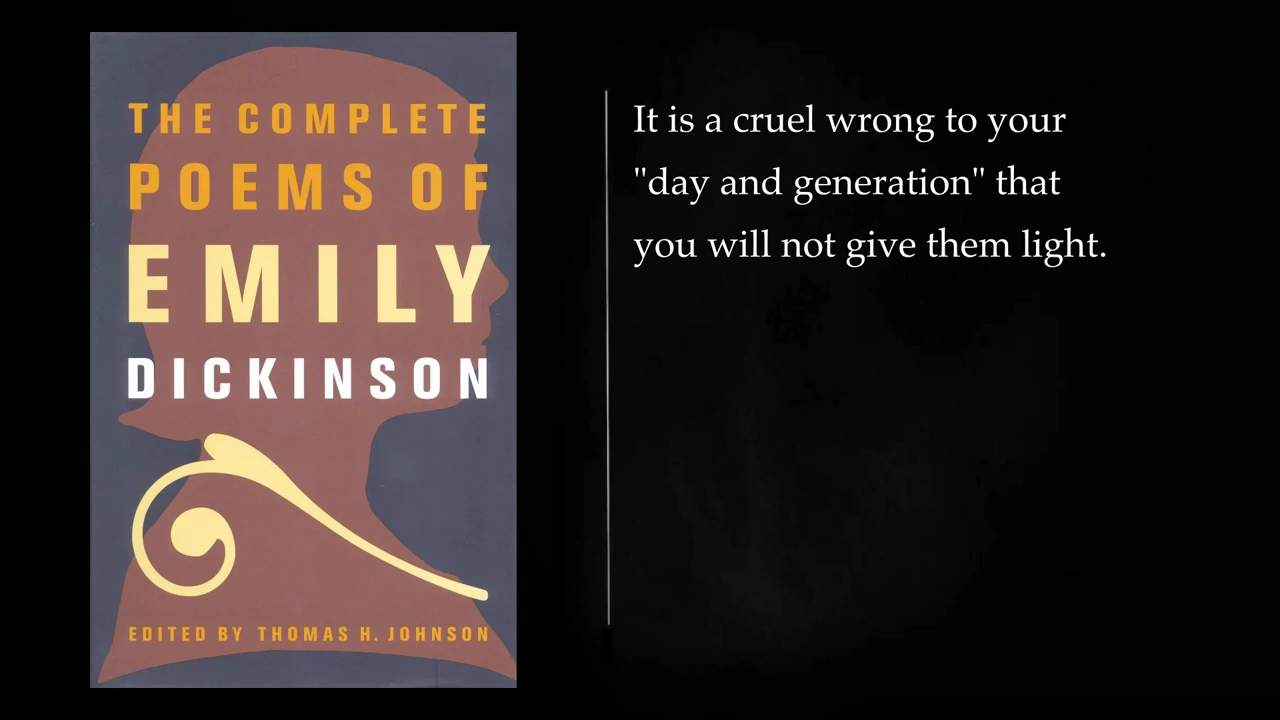 THE COMPLETE
POEMS OF
EMILY
DICKINSON
EDITED BY THOMAS H. JOHNSON
It is a cruel wrong to your
"day and generation" that
you will not give them light.